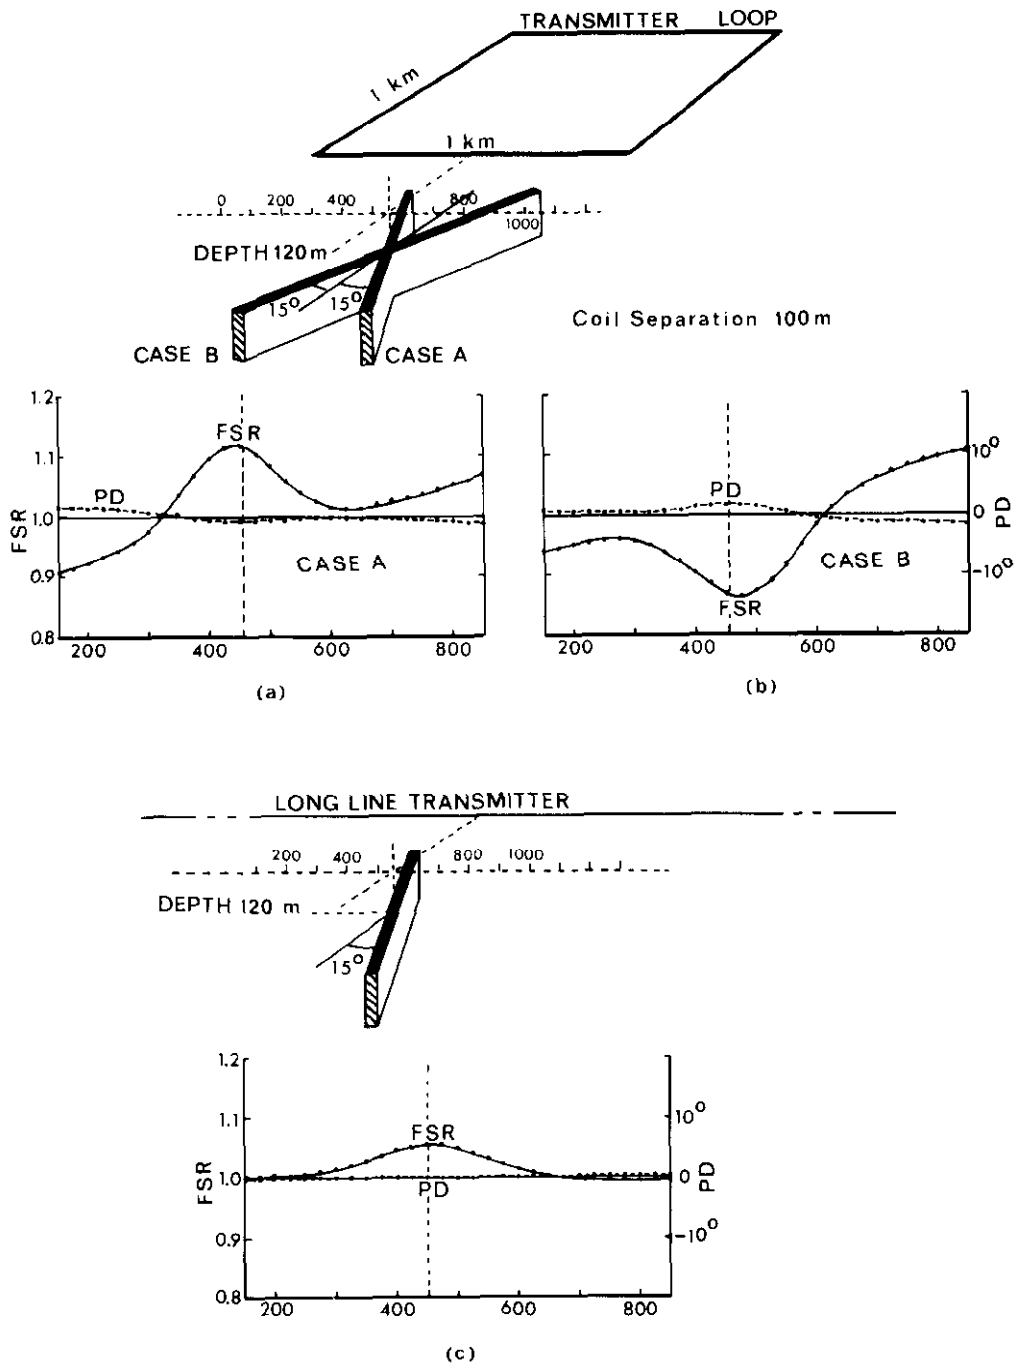 TRANSMITTER LOOP
1 km
1 km
0 200 400 800
1000
DEPTH 120 m
15° 15°
Coil Separation 100 m
CASE B CASE A
1.2
1.1
1.0
0.9
0.8
FSR
FSR
PD
CASE A
200 400 600 800
(a)
PD
FSR
CASE B
10°
0
-10°
PD
200 400 600 800
(b)
LONG LINE TRANSMITTER
200 400 800 1000
DEPTH 120 m
15°
1.2
1.1
1.0
0.9
0.8
FSR
FSR
PD
10°
0
-10°
PD
200 400 600 800
(c)